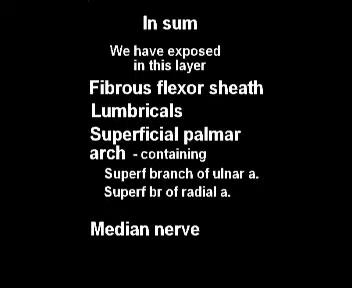 In sum
We have exposed
in this layer
Fibrous flexor sheath
Lumbricals
Superficial palmar
arch - containing
Superf branch of ulnar a.
Superf br of radial a.
Median nerve